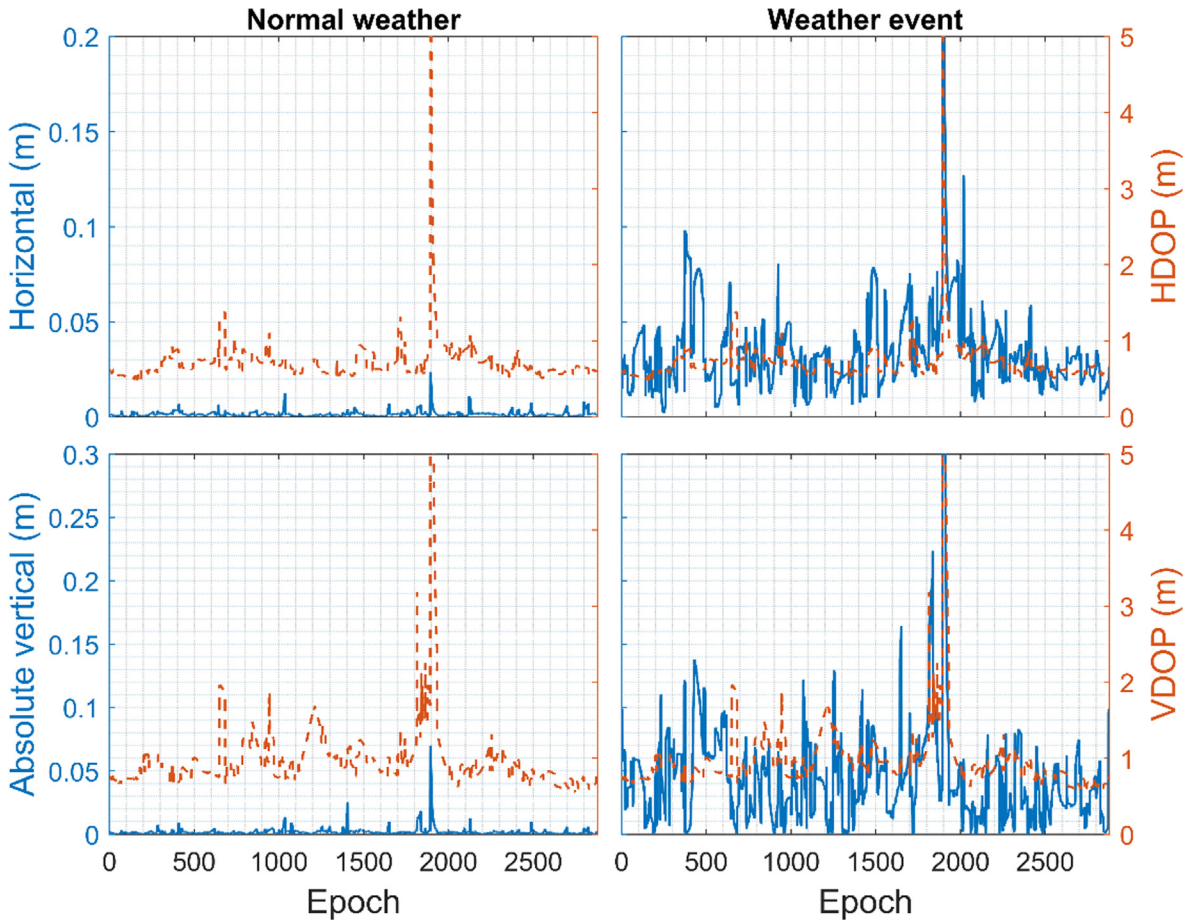 Normal weather
Weather event
0.2
0.15
0.1
0.05
0
Horizontal (m)
5
4
3
2
1
0
HDOP (m)
0.3
0.25
0.2
0.15
0.1
0.05
0
Absolute vertical (m)
5
4
3
2
1
0
VDOP (m)
0 500 1000 1500 2000 2500
0 500 1000 1500 2000 2500
Epoch
Epoch